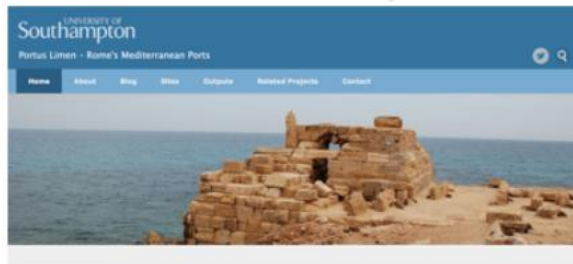 UNIVERSITY OF
Southampton
Portus Limen - Rome's Mediterranean Ports
Home About Blog Sites Outputs Related Projects Contact